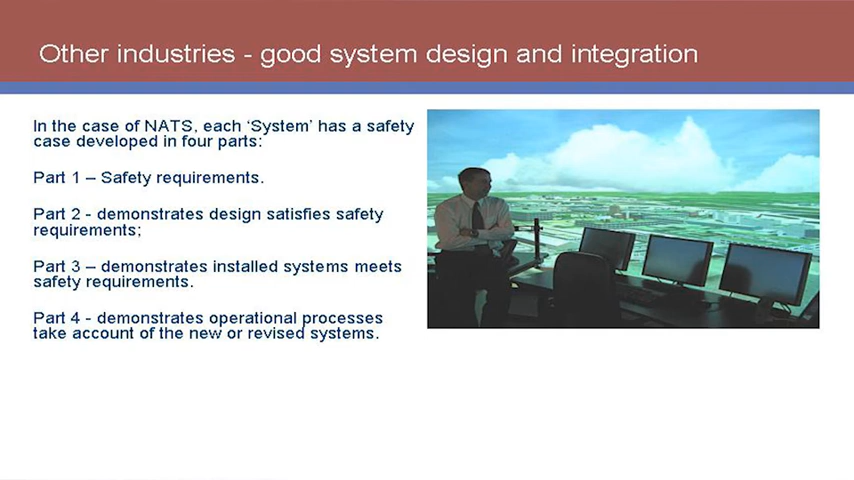 Other industries - good system design and integration
In the case of NATS, each ‘System’ has a safety
case developed in four parts:
Part 1 – Safety requirements.
Part 2 - demonstrates design satisfies safety
requirements;
Part 3 – demonstrates installed systems meets
safety requirements.
Part 4 - demonstrates operational processes
take account of the new or revised systems.